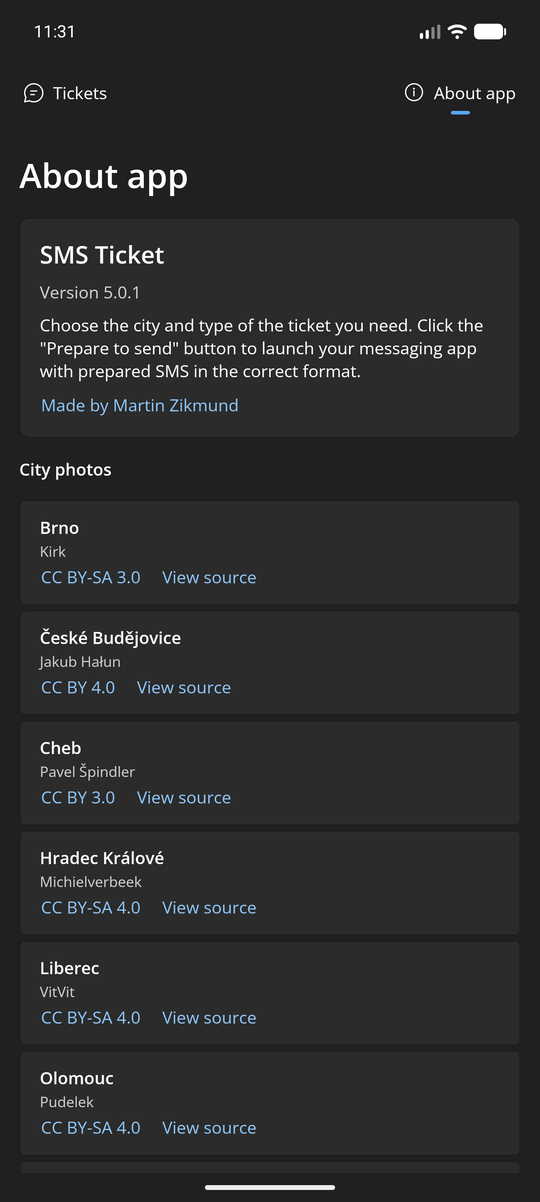 11:31
Tickets
About app
About app
SMS Ticket
Version 5.0.1
Choose the city and type of the ticket you need. Click the
"Prepare to send" button to launch your messaging app
with prepared SMS in the correct format.
Made by Martin Zikmund
City photos
Brno
Kirk
CC BY-SA 3.0 View source
České Budějovice
Jakub Hałun
CC BY 4.0 View source
Cheb
Pavel Špindler
CC BY 3.0 View source
Hradec Králové
Michielverbeek
CC BY-SA 4.0 View source
Liberec
VitVit
CC BY-SA 4.0 View source
Olomouc
Pudelek
CC BY-SA 4.0 View source